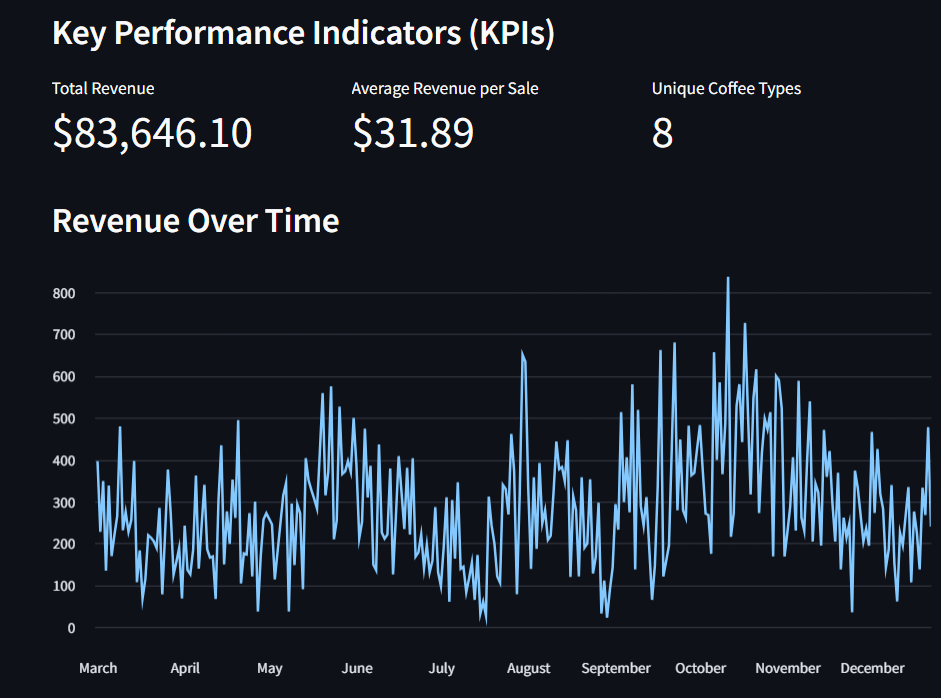 Key Performance Indicators (KPIs)
Total Revenue
Average Revenue per Sale
Unique Coffee Types
$83,646.10
$31.89
8
Revenue Over Time
800
700
600
500
400
300
200
100
0
March
April
May
June
July
August
September
October
November
December